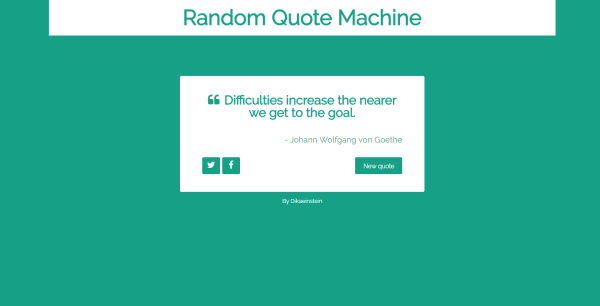 Random Quote Machine
Difficulties increase the nearer
we get to the goal.
- Johann Wolfgang von Goethe
New quote
By Dikaeinstein